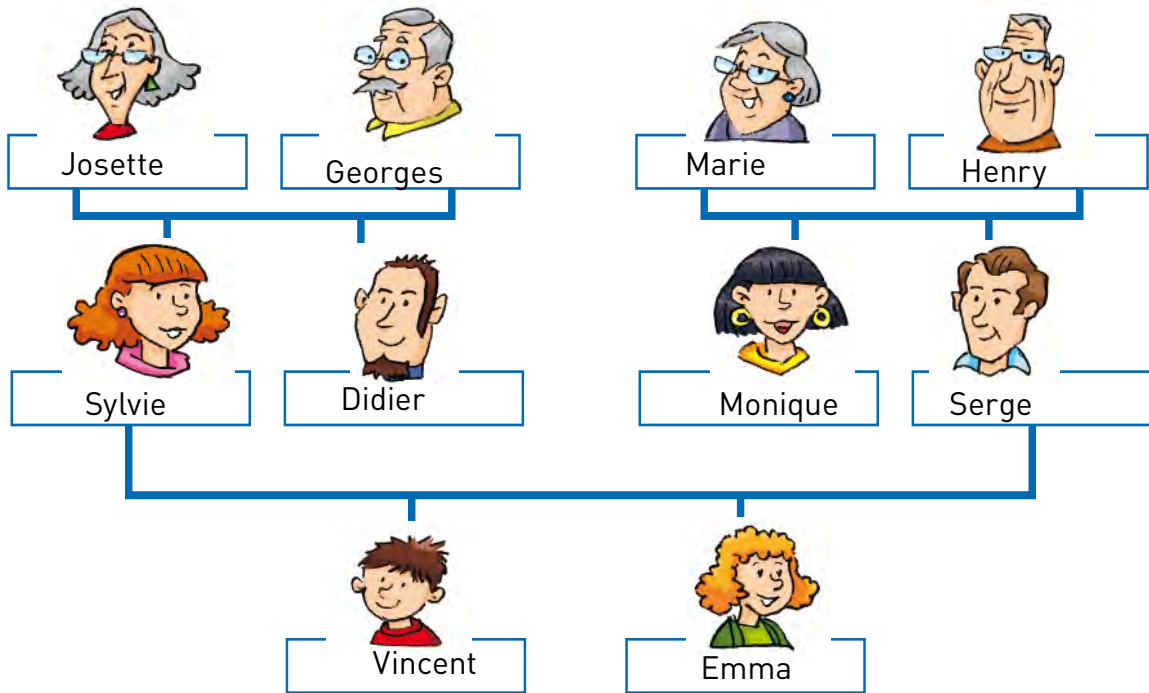 Josette
Georges
Marie
Henry
Sylvie
Didier
Monique
Serge
Vincent
Emma